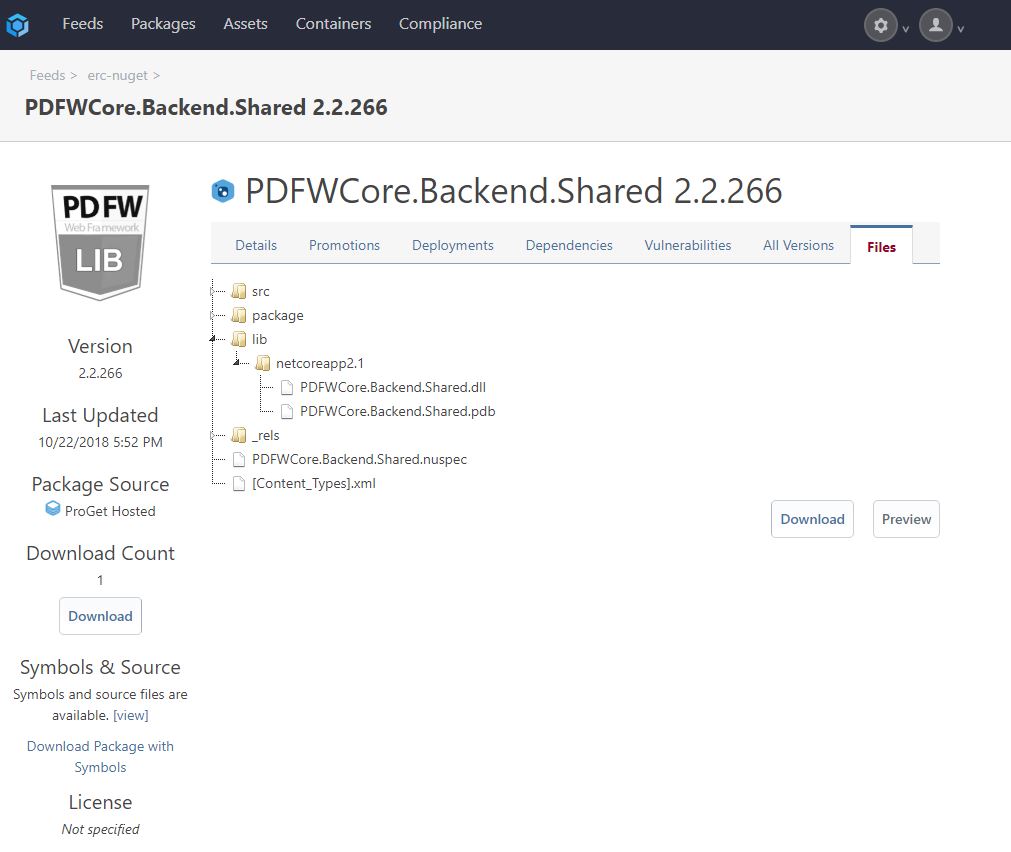 Feeds Packages Assets Containers Compliance
Feeds > erc-nuget >
PDFWCore.Backend.Shared 2.2.266
PDFW
Web Framework
LIB
Version
2.2.266
Last Updated
10/22/2018 5:52 PM
Package Source
ProGet Hosted
Download Count
1
Download
Symbols & Source
Symbols and source files are
available. [view]
Download Package with
Symbols
License
Not specified
PDFWCore.Backend.Shared 2.2.266
Details Promotions Deployments Dependencies Vulnerabilities All Versions Files
src
package
lib
netcoreapp2.1
PDFWCore.Backend.Shared.dll
PDFWCore.Backend.Shared.pdb
_rels
PDFWCore.Backend.Shared.nuspec
[Content_Types].xml
Download Preview